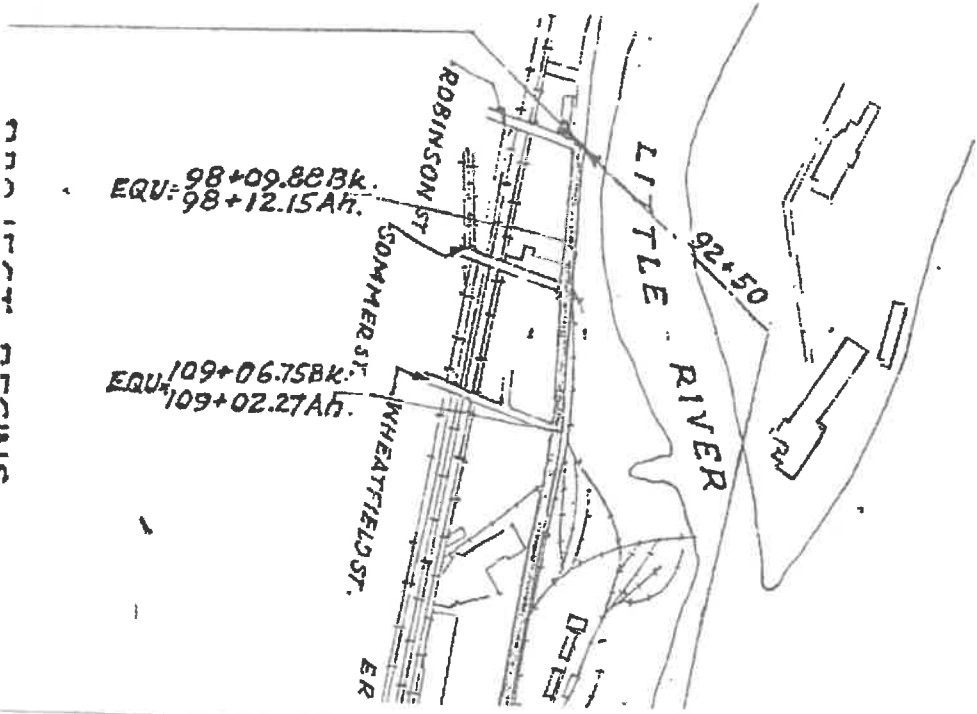 ROBINSON ST
EQU= 98+09.88Bk.
98+12.15Ah.
SOMMER ST.
EQU= 109+06.75Bk.
109+02.27Ah.
WHEATFIELD ST.
LITTLE RIVER
92+50
ER